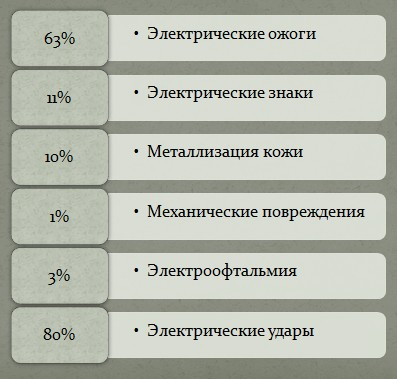 63% • Электрические ожоги
11% • Электрические знаки
10% • Металлизация кожи
1% • Механические повреждения
3% • Электроофтальмия
80% • Электрические удары